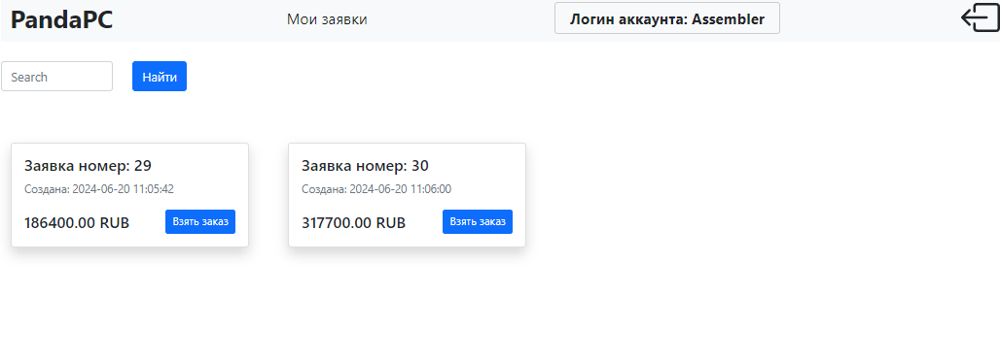 PandaPC Мои заявки Логин аккаунта: Assembler
Search Найти
Заявка номер: 29
Создана: 2024-06-20 11:05:42
186400.00 RUB Взять заказ
Заявка номер: 30
Создана: 2024-06-20 11:06:00
317700.00 RUB Взять заказ